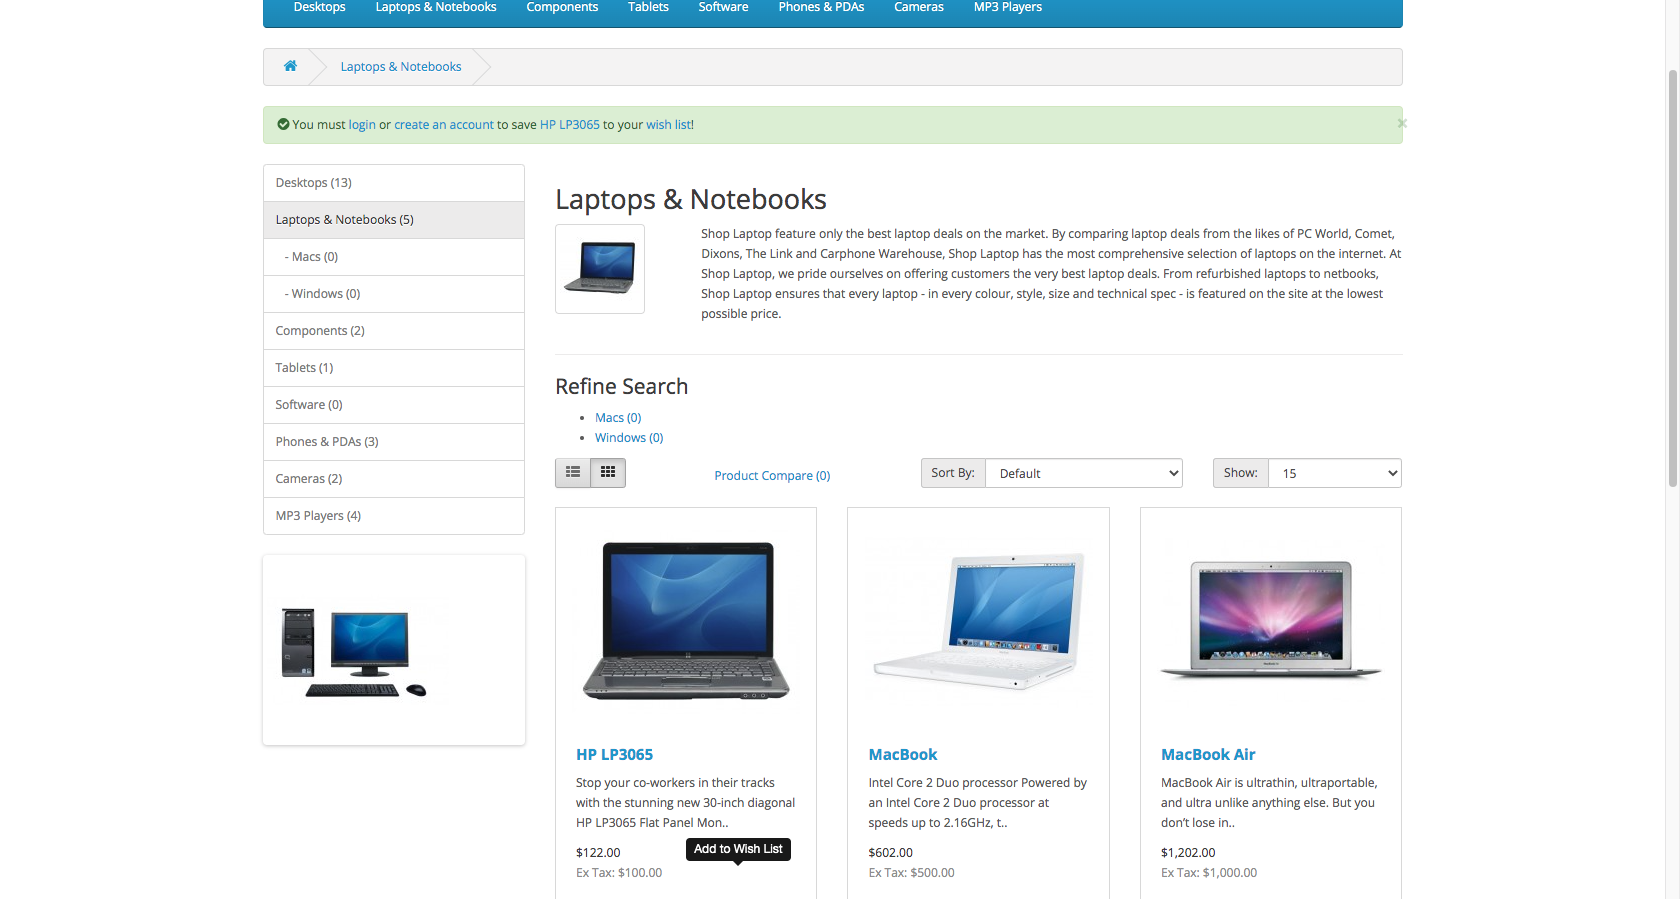 Desktops Laptops & Notebooks Components Tablets Software Phones & PDAs Cameras MP3 Players
Laptops & Notebooks
You must login or create an account to save HP LP3065 to your wish list!
×
Desktops (13)
Laptops & Notebooks (5)
- Macs (0)
- Windows (0)
Components (2)
Tablets (1)
Software (0)
Phones & PDAs (3)
Cameras (2)
MP3 Players (4)
Laptops & Notebooks
Shop Laptop feature only the best laptop deals on the market. By comparing laptop deals from the likes of PC World, Comet,
Dixons, The Link and Carphone Warehouse, Shop Laptop has the most comprehensive selection of laptops on the internet. At
Shop Laptop, we pride ourselves on offering customers the very best laptop deals. From refurbished laptops to netbooks,
Shop Laptop ensures that every laptop - in every colour, style, size and technical spec - is featured on the site at the lowest
possible price.
Refine Search
Macs (0)
Windows (0)
Product Compare (0) Sort By: Default Show: 15
HP LP3065
Stop your co-workers in their tracks
with the stunning new 30-inch diagonal
HP LP3065 Flat Panel Mon..
$122.00
Add to Wish List
Ex Tax: $100.00
MacBook
Intel Core 2 Duo processor Powered by
an Intel Core 2 Duo processor at
speeds up to 2.16GHz, t..
$602.00
Ex Tax: $500.00
MacBook Air
MacBook Air is ultrathin, ultraportable,
and ultra unlike anything else. But you
don’t lose in..
$1,202.00
Ex Tax: $1,000.00